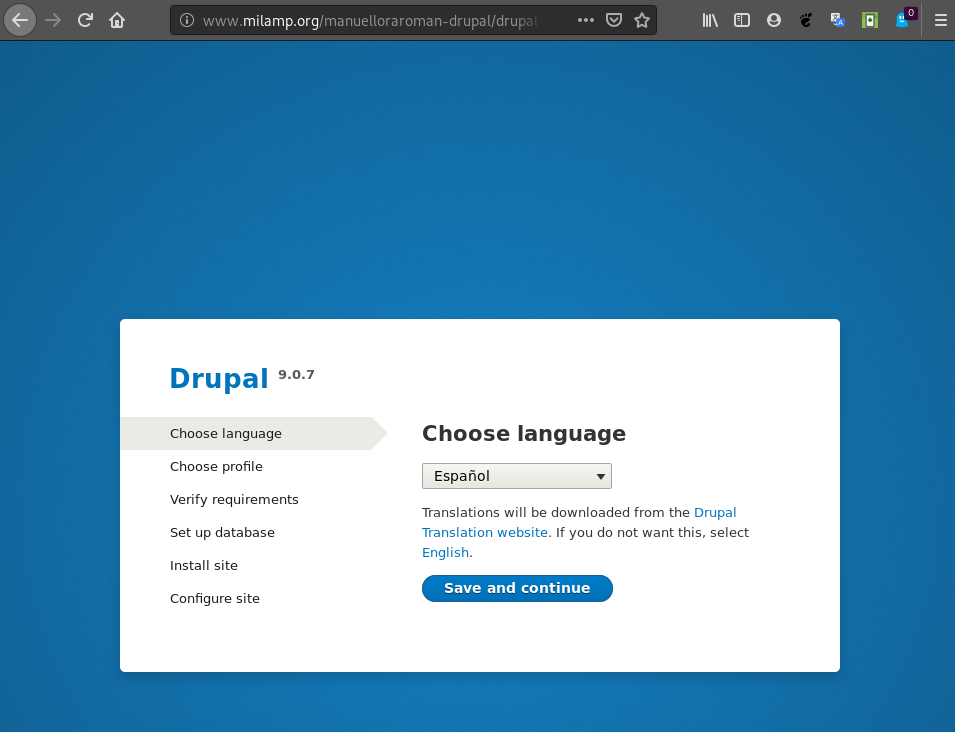 www.milamp.org/manuelloraroman-drupal/drupal
0
Drupal 9.0.7
Choose language
Choose profile
Verify requirements
Set up database
Install site
Configure site
Choose language
Español
Translations will be downloaded from the Drupal
Translation website. If you do not want this, select
English.
Save and continue